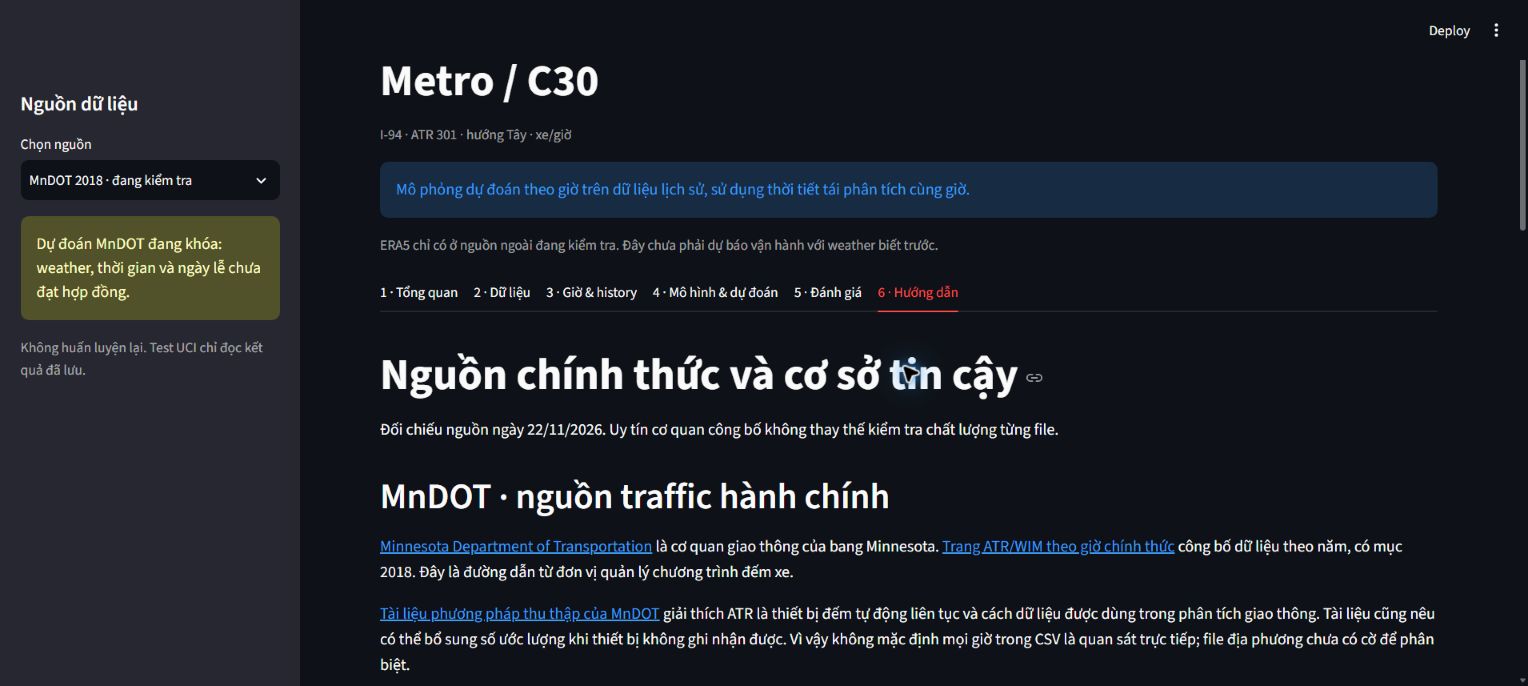 Deploy
Nguồn dữ liệu
Chọn nguồn
MnDOT 2018 · đang kiểm tra
Dự đoán MnDOT đang khóa:
weather, thời gian và ngày lễ chưa
đạt hợp đồng.
Không huấn luyện lại. Test UCI chỉ đọc kết
quả đã lưu.
Metro / C30
I-94 · ATR 301 · hướng Tây · xe/giờ
Mô phỏng dự đoán theo giờ trên dữ liệu lịch sử, sử dụng thời tiết tái phân tích cùng giờ.
ERA5 chỉ có ở nguồn ngoài đang kiểm tra. Đây chưa phải dự báo vận hành với weather biết trước.
1 · Tổng quan 2 · Dữ liệu 3 · Giờ & history 4 · Mô hình & dự đoán 5 · Đánh giá 6 · Hướng dẫn
Nguồn chính thức và cơ sở tin cậy
Đối chiếu nguồn ngày 22/11/2026. Uy tín cơ quan công bố không thay thế kiểm tra chất lượng từng file.
MnDOT · nguồn traffic hành chính
Minnesota Department of Transportation là cơ quan giao thông của bang Minnesota. Trang ATR/WIM theo giờ chính thức công bố dữ liệu theo năm, có mục
2018. Đây là đường dẫn từ đơn vị quản lý chương trình đếm xe.
Tài liệu phương pháp thu thập của MnDOT giải thích ATR là thiết bị đếm tự động liên tục và cách dữ liệu được dùng trong phân tích giao thông. Tài liệu cũng nêu
có thể bổ sung số ước lượng khi thiết bị không ghi nhận được. Vì vậy không mặc định mọi giờ trong CSV là quan sát trực tiếp; file địa phương chưa có cờ để phân
biệt.